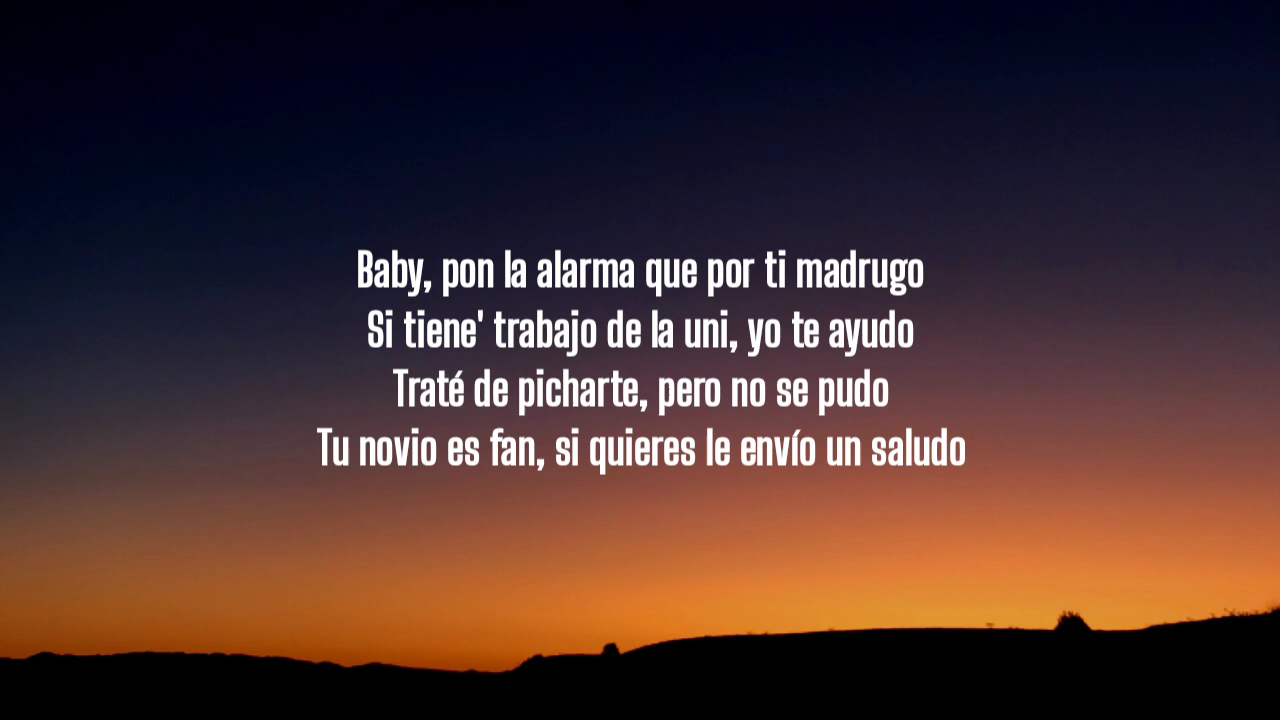 Baby, pon la alarma que por ti madrugo
Si tiene' trabajo de la uni, yo te ayudo
Traté de picharte, pero no se pudo
Tu novio es fan, si quieres le envío un saludo